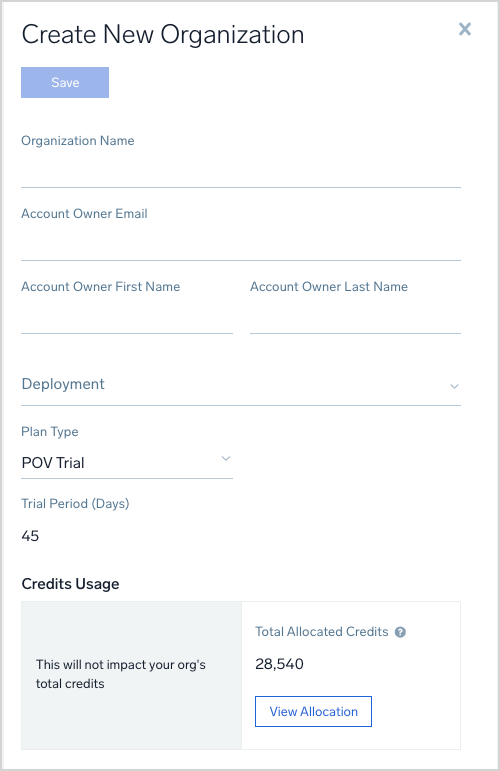 Create New Organization
Save
Organization Name
Account Owner Email
Account Owner First Name
Account Owner Last Name
Deployment
Plan Type
POV Trial
Trial Period (Days)
45
Credits Usage
This will not impact your org's
total credits
Total Allocated Credits ?
28,540
View Allocation